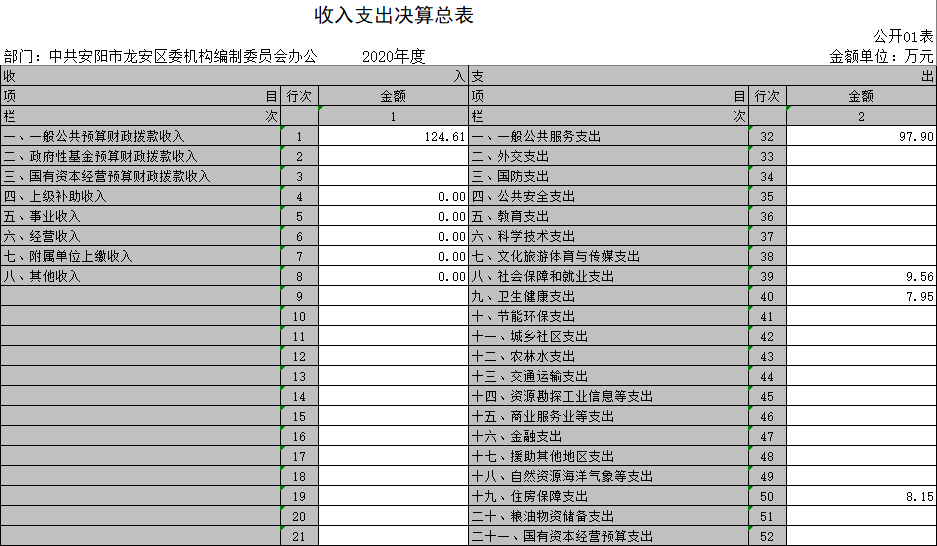 收入支出决算总表
公开01表
部门：中共安阳市龙安区委机构编制委员会办公 2020年度 金额单位：万元
收 入 支 出
项 目 行次 金额 项 目 行次 金额
栏 次 1 栏 次 2
一、一般公共预算财政拨款收入 1 124.61 一、一般公共服务支出 32 97.90
二、政府性基金预算财政拨款收入 2 二、外交支出 33
三、国有资本经营预算财政拨款收入 3 三、国防支出 34
四、上级补助收入 4 0.00 四、公共安全支出 35
五、事业收入 5 0.00 五、教育支出 36
六、经营收入 6 0.00 六、科学技术支出 37
七、附属单位上缴收入 7 0.00 七、文化旅游体育与传媒支出 38
八、其他收入 8 0.00 八、社会保障和就业支出 39 9.56
9 九、卫生健康支出 40 7.95
10 十、节能环保支出 41
11 十一、城乡社区支出 42
12 十二、农林水支出 43
13 十三、交通运输支出 44
14 十四、资源勘探工业信息等支出 45
15 十五、商业服务业等支出 46
16 十六、金融支出 47
17 十七、援助其他地区支出 48
18 十八、自然资源海洋气象等支出 49
19 十九、住房保障支出 50 8.15
20 二十、粮油物资储备支出 51
21 二十一、国有资本经营预算支出 52